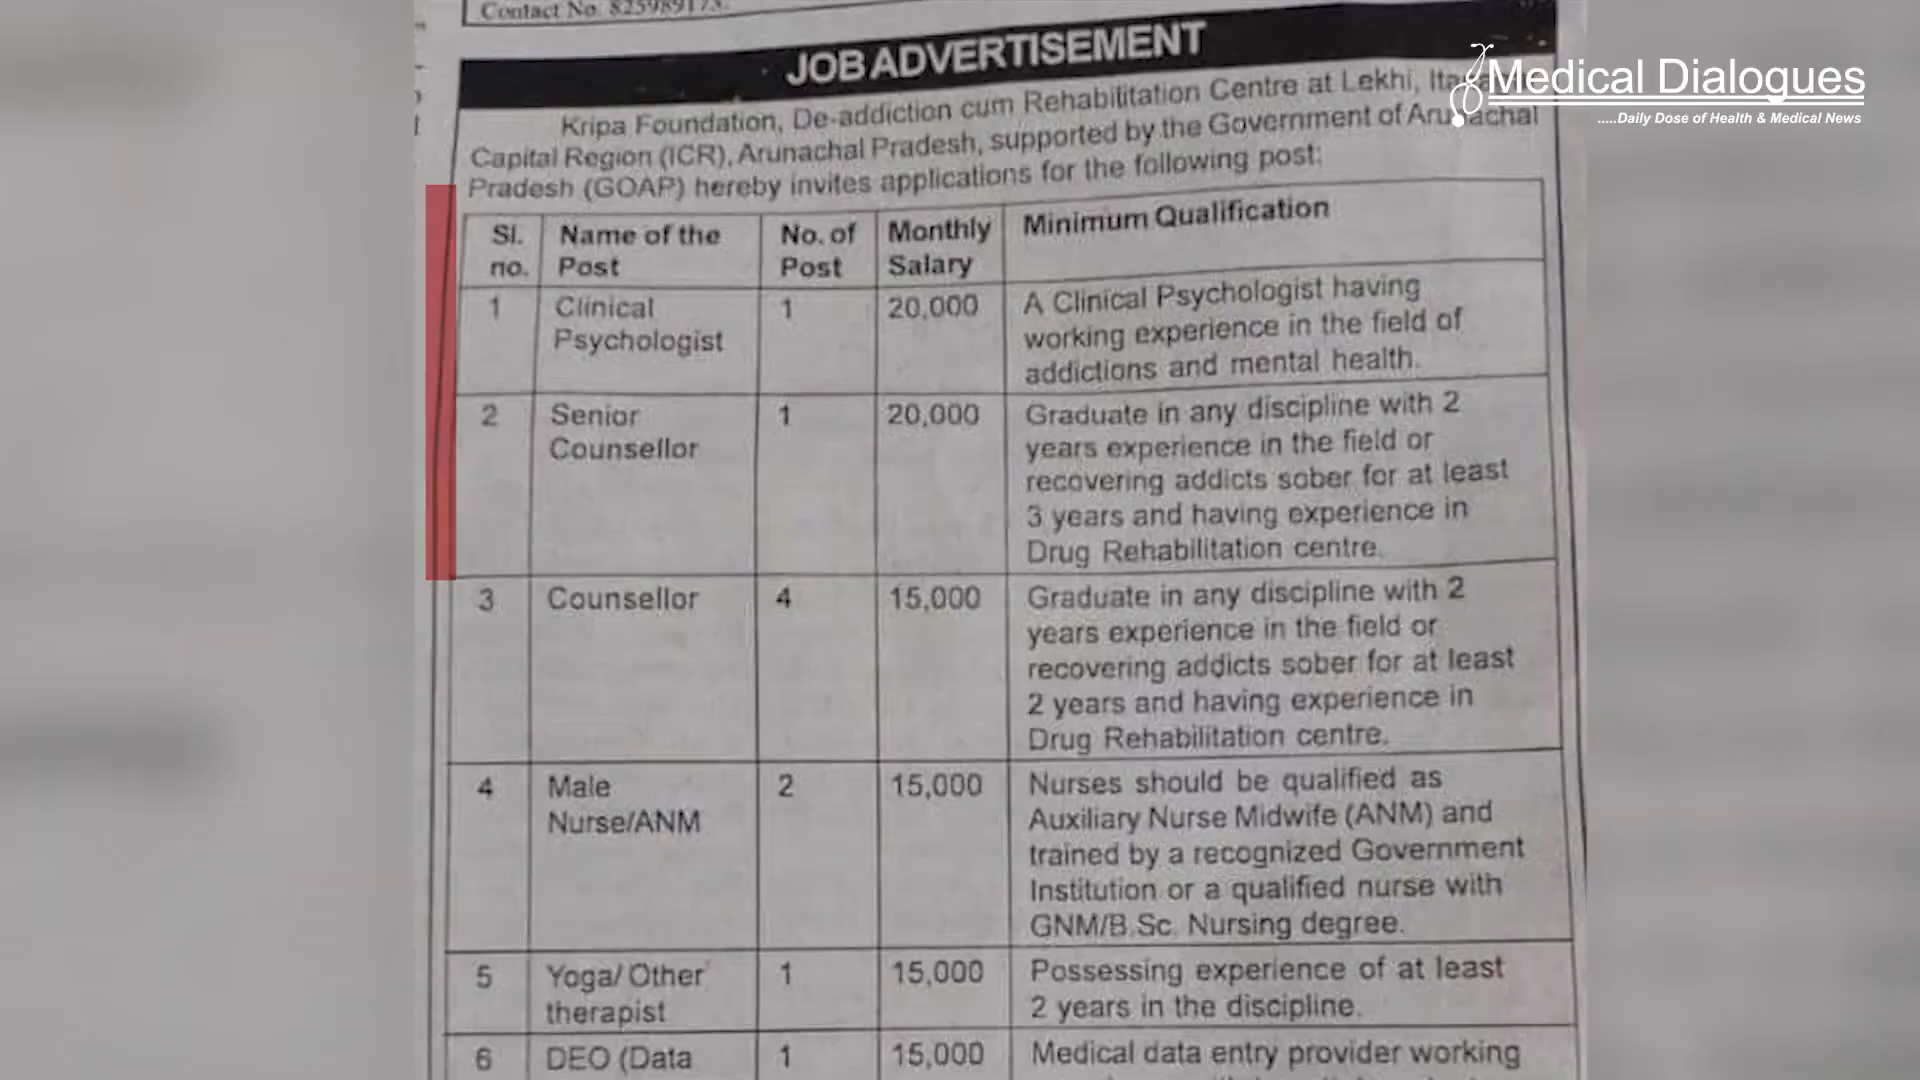 Contact No. 825989173.
JOB ADVERTISEMENT
Medical Dialogues
.....Daily Dose of Health & Medical News
Kripa Foundation, De-addiction cum Rehabilitation Centre at Lekhi,
Capital Region (ICR), Arunachal Pradesh, supported by the Government of Arunachal
Pradesh (GOAP) hereby invites applications for the following post:
Sl. no. Name of the Post No. of Post Monthly Salary Minimum Qualification
1 Clinical Psychologist 1 20,000 A Clinical Psychologist having
working experience in the field of
addictions and mental health.
2 Senior Counsellor 1 20,000 Graduate in any discipline with 2
years experience in the field or
recovering addicts sober for at least
3 years and having experience in
Drug Rehabilitation centre.
3 Counsellor 4 15,000 Graduate in any discipline with 2
years experience in the field or
recovering addicts sober for at least
2 years and having experience in
Drug Rehabilitation centre.
4 Male Nurse/ANM 2 15,000 Nurses should be qualified as
Auxiliary Nurse Midwife (ANM) and
trained by a recognized Government
Institution or a qualified nurse with
GNM/B.Sc. Nursing degree.
5 Yoga/ Other therapist 1 15,000 Possessing experience of at least
2 years in the discipline.
6 DEO (Data 1 15,000 Medical data entry provider working